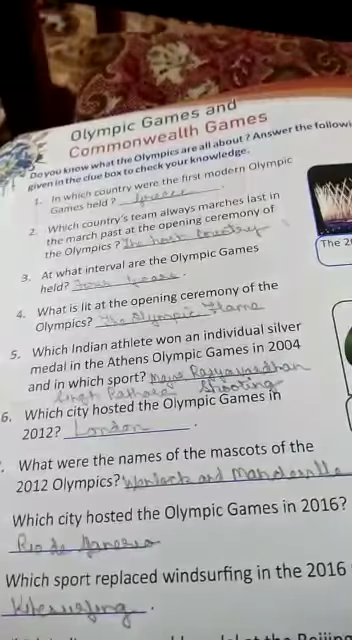 Olympic Games and
Commonwealth Games
Do you know what the Olympics are all about? Answer the followi
given in the clue box to check your knowledge.
1. In which country were the first modern Olympic
Games held? Greece.
2. Which country's team always marches last in
the march past at the opening ceremony of
the Olympics? The host country
The 2
3. At what interval are the Olympic Games
held? Four years.
4. What is lit at the opening ceremony of the
Olympics? The Olympic Flame
5. Which Indian athlete won an individual silver
medal in the Athens Olympic Games in 2004
and in which sport? Rajyavardhan
Singh Shooting
6. Which city hosted the Olympic Games in
2012? London.
. What were the names of the mascots of the
2012 Olympics? Wenlock and Mandeville
Which city hosted the Olympic Games in 2016?
Rio de Janeiro
Which sport replaced windsurfing in the 2016
Kitesurfing.